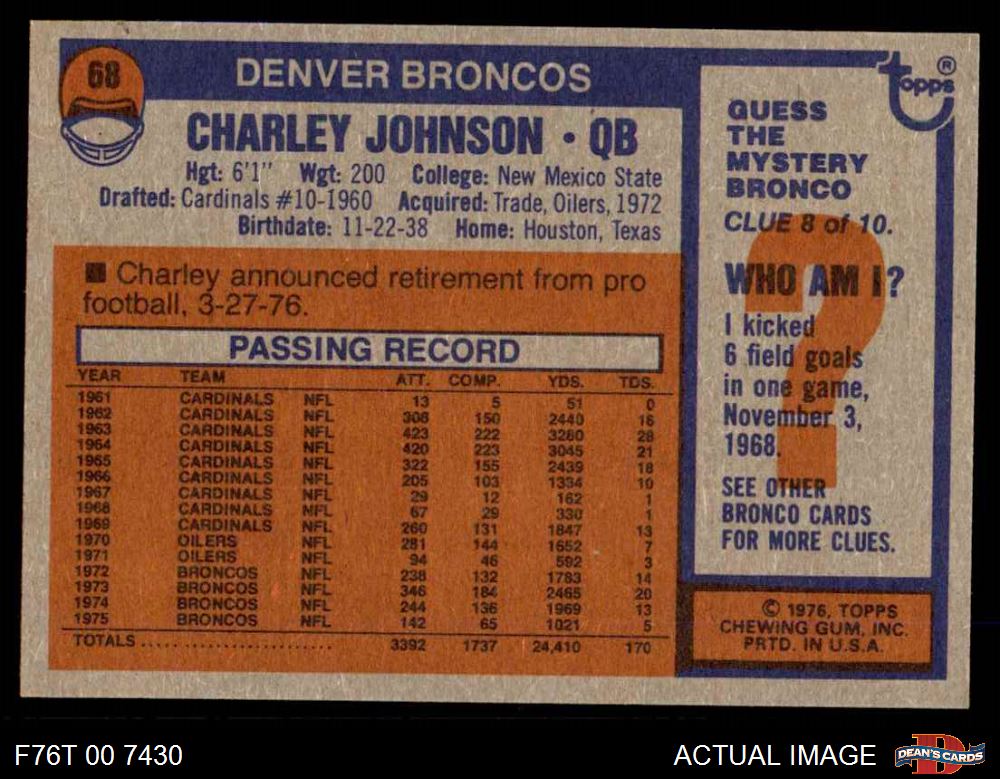 68
DENVER BRONCOS
CHARLEY JOHNSON • QB
Hgt: 6'1" Wgt: 200 College: New Mexico State
Drafted: Cardinals #10-1960 Acquired: Trade, Oilers, 1972
Birthdate: 11-22-38 Home: Houston, Texas
■ Charley announced retirement from pro
football, 3-27-76.
PASSING RECORD
YEAR TEAM ATT. COMP. YDS. TDS.
1961 CARDINALS NFL 13 5 51 0
1962 CARDINALS NFL 308 150 2440 16
1963 CARDINALS NFL 423 222 3280 28
1964 CARDINALS NFL 420 223 3045 21
1965 CARDINALS NFL 322 155 2439 18
1966 CARDINALS NFL 205 103 1334 10
1967 CARDINALS NFL 29 12 162 1
1968 CARDINALS NFL 67 29 330 1
1969 CARDINALS NFL 260 131 1847 13
1970 OILERS NFL 281 144 1652 7
1971 OILERS NFL 94 46 592 3
1972 BRONCOS NFL 238 132 1783 14
1973 BRONCOS NFL 346 184 2465 20
1974 BRONCOS NFL 244 136 1969 13
1975 BRONCOS NFL 142 65 1021 5
TOTALS........................ 3392 1737 24,410 170
topps ®
GUESS
THE
MYSTERY
BRONCO
CLUE 8 of 10.
WHO AM I?
I kicked
6 field goals
in one game,
November 3,
1968.
SEE OTHER
BRONCO CARDS
FOR MORE CLUES.
© 1976, TOPPS
CHEWING GUM, INC.
PRTD. IN U.S.A.
F76T 00 7430
ACTUAL IMAGE
DEAN'S CARDS